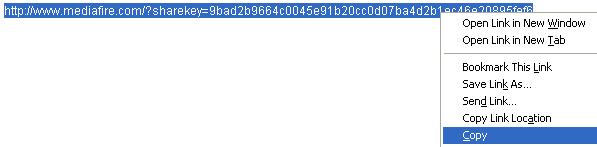 http://www.mediafire.com/?sharekey=9bad2b9664c0045e91b20cc0d07ba4d2b1ec46e20895fef6
Open Link in New Window
Open Link in New Tab
Bookmark This Link
Save Link As...
Send Link...
Copy Link Location
Copy